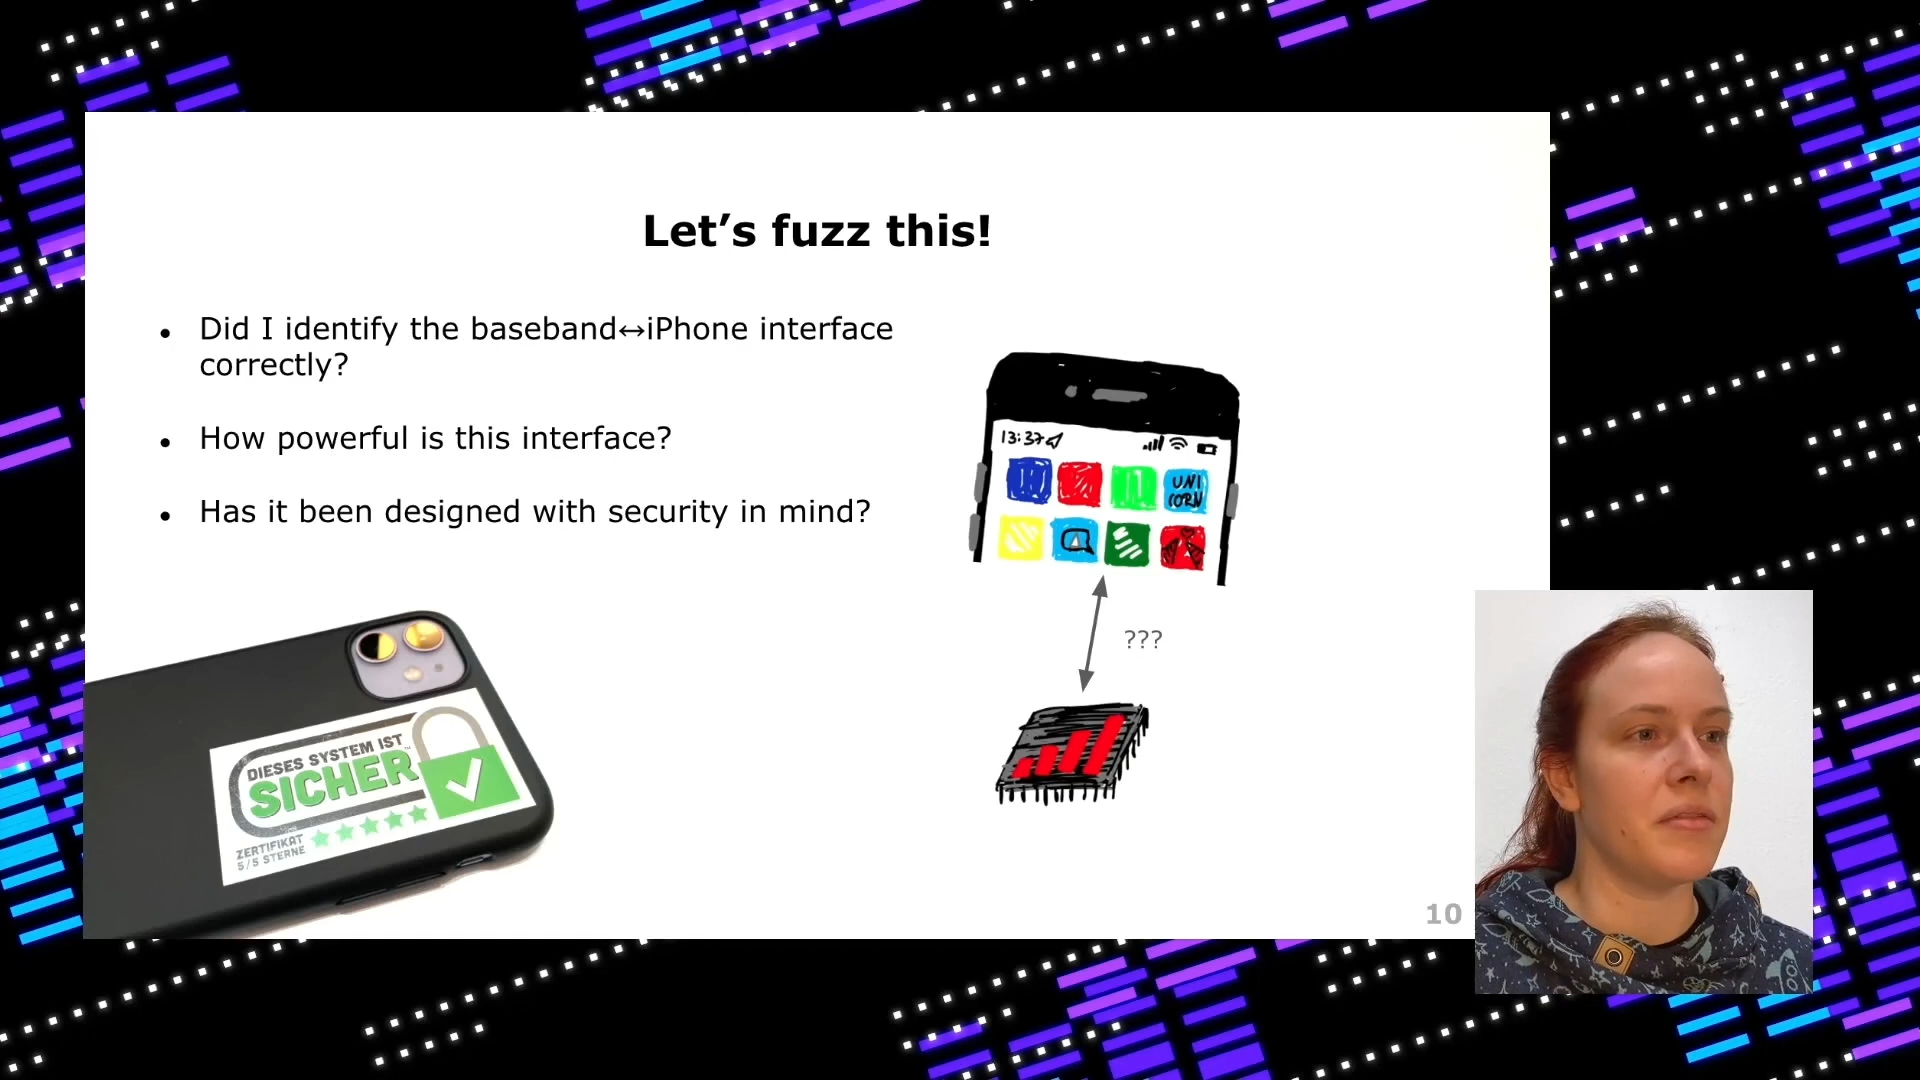 Let’s fuzz this!
● Did I identify the baseband↔iPhone interface
correctly?
● How powerful is this interface?
● Has it been designed with security in mind?
13:37
UNI
CORN
???
DIESES SYSTEM IST
SICHER™
ZERTIFIKAT
5/5 STERNE
10